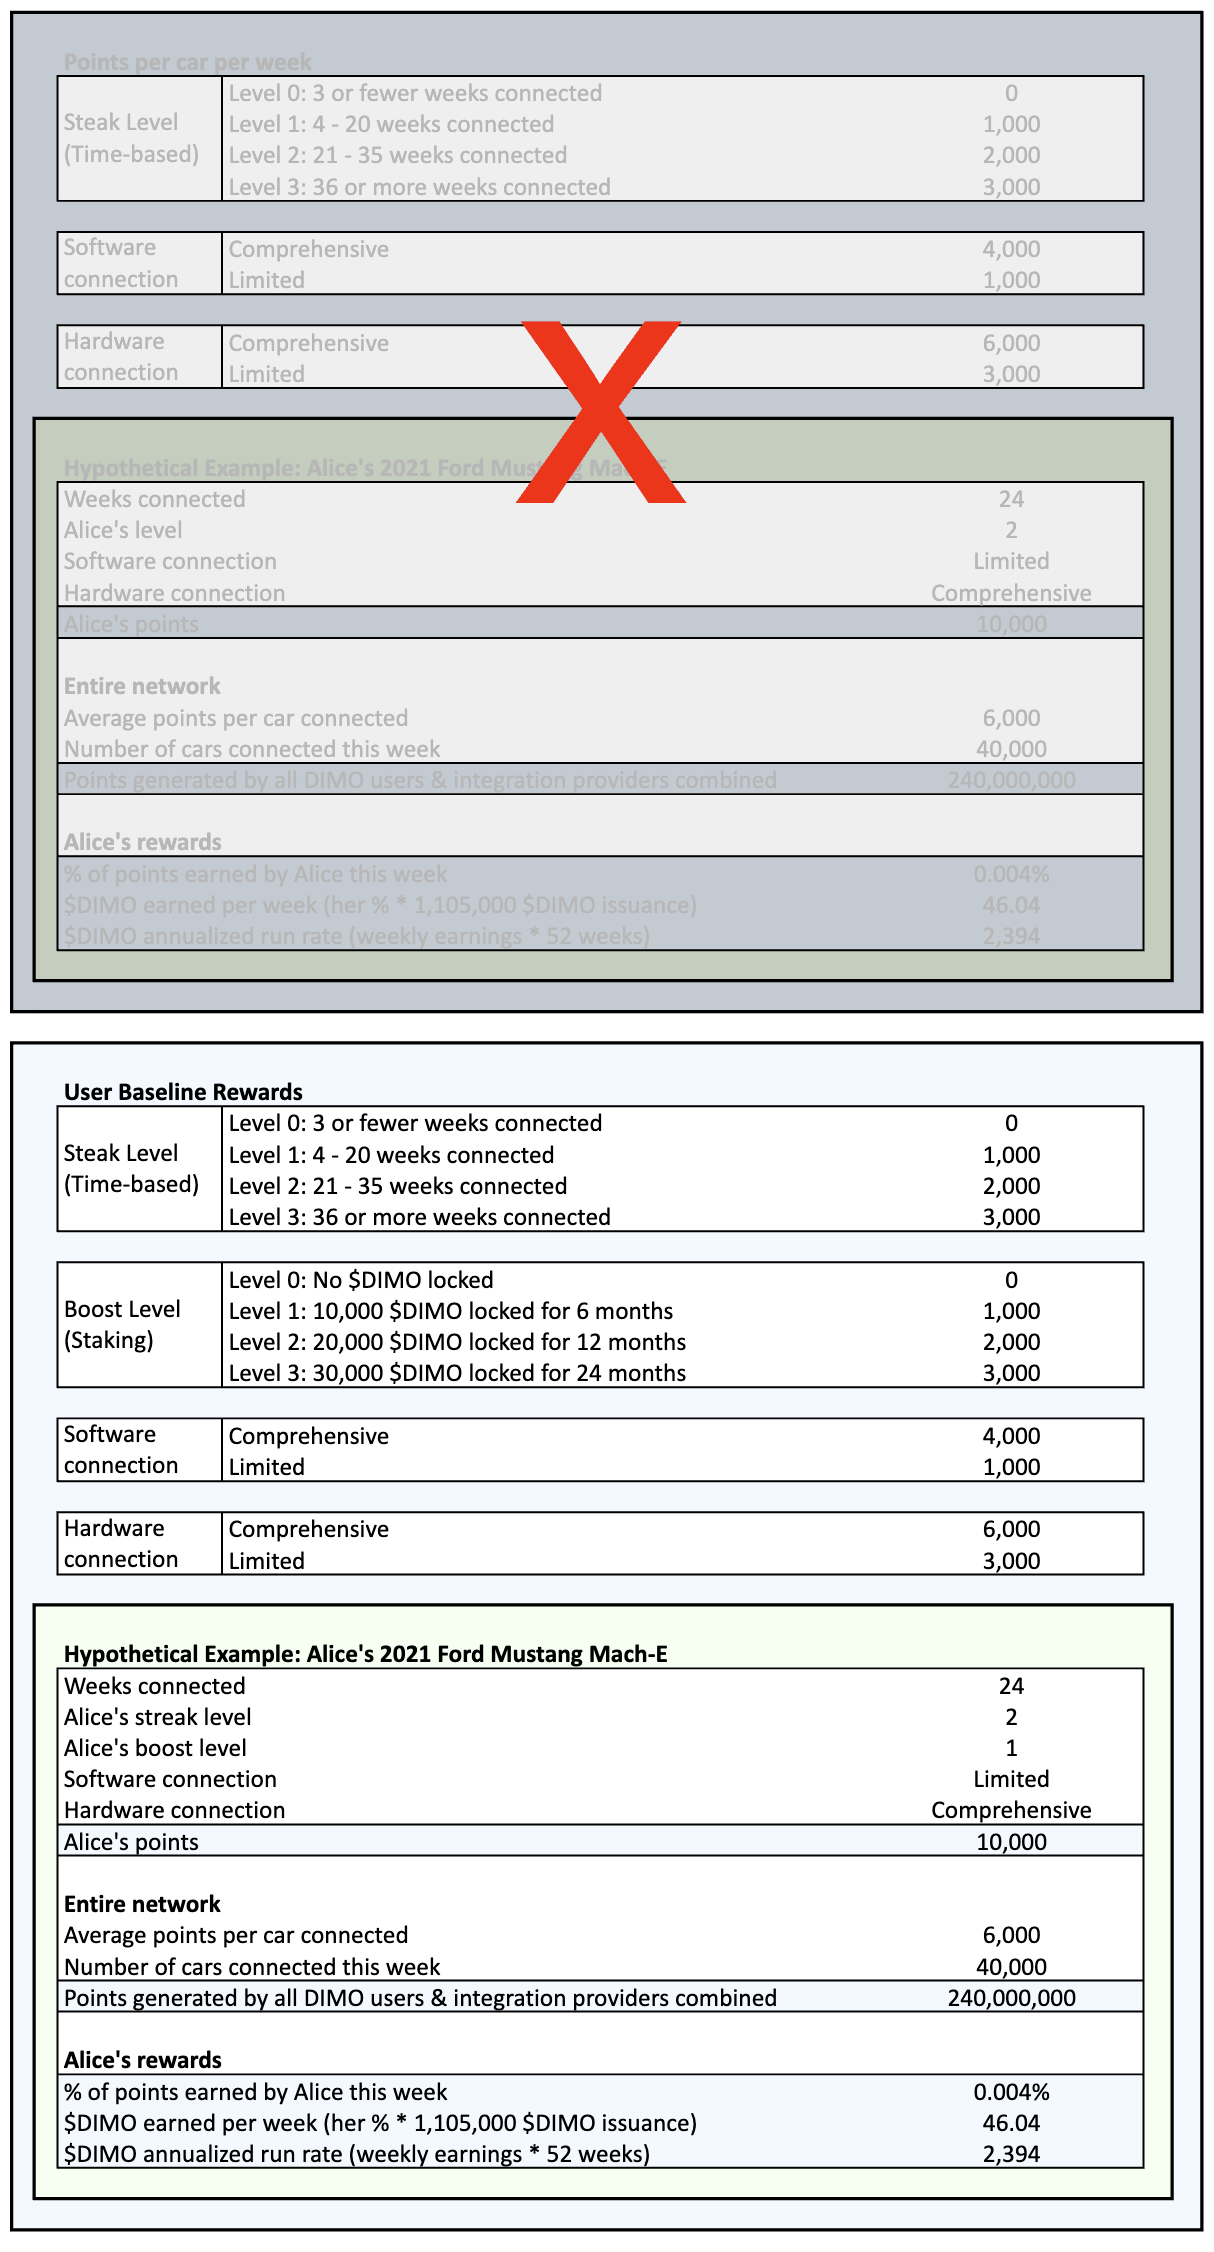 Points per car per week
Steak Level
(Time-based)
Level 0: 3 or fewer weeks connected 0
Level 1: 4 - 20 weeks connected 1,000
Level 2: 21 - 35 weeks connected 2,000
Level 3: 36 or more weeks connected 3,000
Software
connection
Comprehensive 4,000
Limited 1,000
Hardware
connection
Comprehensive 6,000
Limited 3,000
X
Hypothetical Example: Alice's 2021 Ford
Weeks connected 24
Alice's level 2
Software connection Limited
Hardware connection Comprehensive
Alice's points 10,000
Entire network
Average points per car connected 6,000
Number of cars connected this week 40,000
Points generated by all DIMO users & integration providers combined 240,000,000
Alice's rewards
% of points earned by Alice this week 0.004%
$DIMO earned per week (her % * 1,105,000 $DIMO issuance) 46.04
$DIMO annualized run rate (weekly earnings * 52 weeks) 2,394
User Baseline Rewards
Steak Level
(Time-based)
Level 0: 3 or fewer weeks connected 0
Level 1: 4 - 20 weeks connected 1,000
Level 2: 21 - 35 weeks connected 2,000
Level 3: 36 or more weeks connected 3,000
Boost Level
(Staking)
Level 0: No $DIMO locked 0
Level 1: 10,000 $DIMO locked for 6 months 1,000
Level 2: 20,000 $DIMO locked for 12 months 2,000
Level 3: 30,000 $DIMO locked for 24 months 3,000
Software
connection
Comprehensive 4,000
Limited 1,000
Hardware
connection
Comprehensive 6,000
Limited 3,000
Hypothetical Example: Alice's 2021 Ford Mustang Mach-E
Weeks connected 24
Alice's streak level 2
Alice's boost level 1
Software connection Limited
Hardware connection Comprehensive
Alice's points 10,000
Entire network
Average points per car connected 6,000
Number of cars connected this week 40,000
Points generated by all DIMO users & integration providers combined 240,000,000
Alice's rewards
% of points earned by Alice this week 0.004%
$DIMO earned per week (her % * 1,105,000 $DIMO issuance) 46.04
$DIMO annualized run rate (weekly earnings * 52 weeks) 2,394